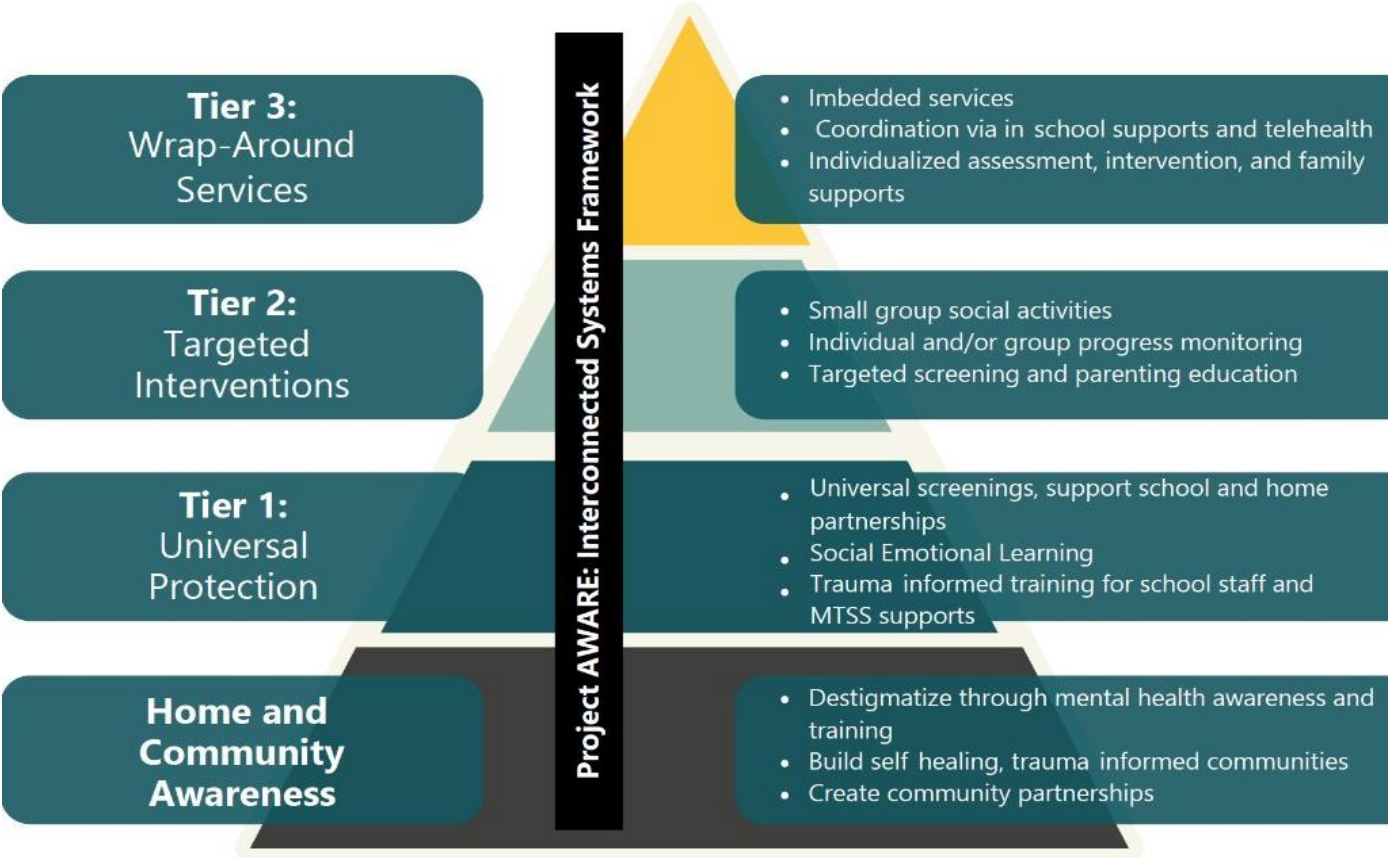 Project AWARE: Interconnected Systems Framework
Tier 3:
Wrap-Around
Services
• Imbedded services
• Coordination via in school supports and telehealth
• Individualized assessment, intervention, and family
supports
Tier 2:
Targeted
Interventions
• Small group social activities
• Individual and/or group progress monitoring
• Targeted screening and parenting education
Tier 1:
Universal
Protection
• Universal screenings, support school and home
partnerships
• Social Emotional Learning
• Trauma informed training for school staff and
MTSS supports
Home and
Community
Awareness
• Destigmatize through mental health awareness and
training
• Build self healing, trauma informed communities
• Create community partnerships